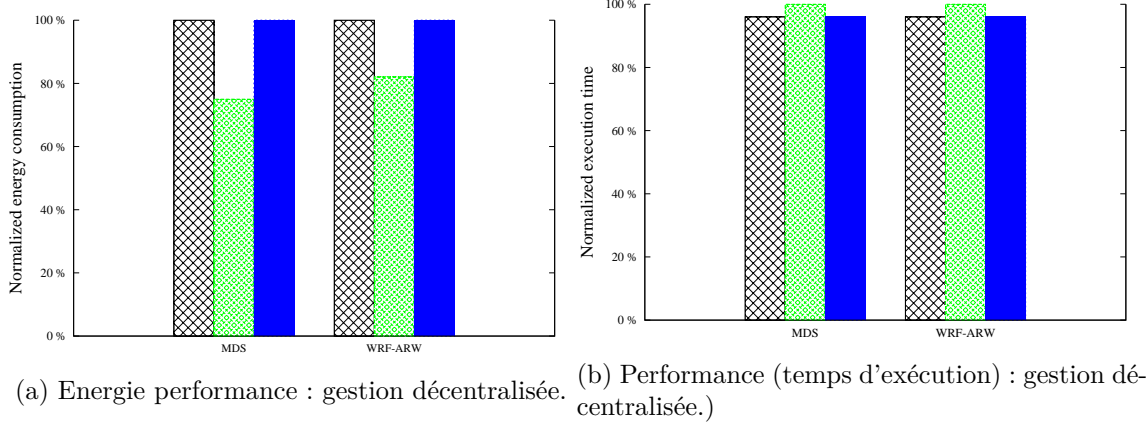 Normalized energy consumption
100 %
80 %
60 %
40 %
20 %
0 %
MDS WRF-ARW
(a) Energie performance : gestion décentralisée.
Normalized execution time
100 %
80 %
60 %
40 %
20 %
0 %
MDS WRF-ARW
(b) Performance (temps d'exécution) : gestion dé-
centralisée.)